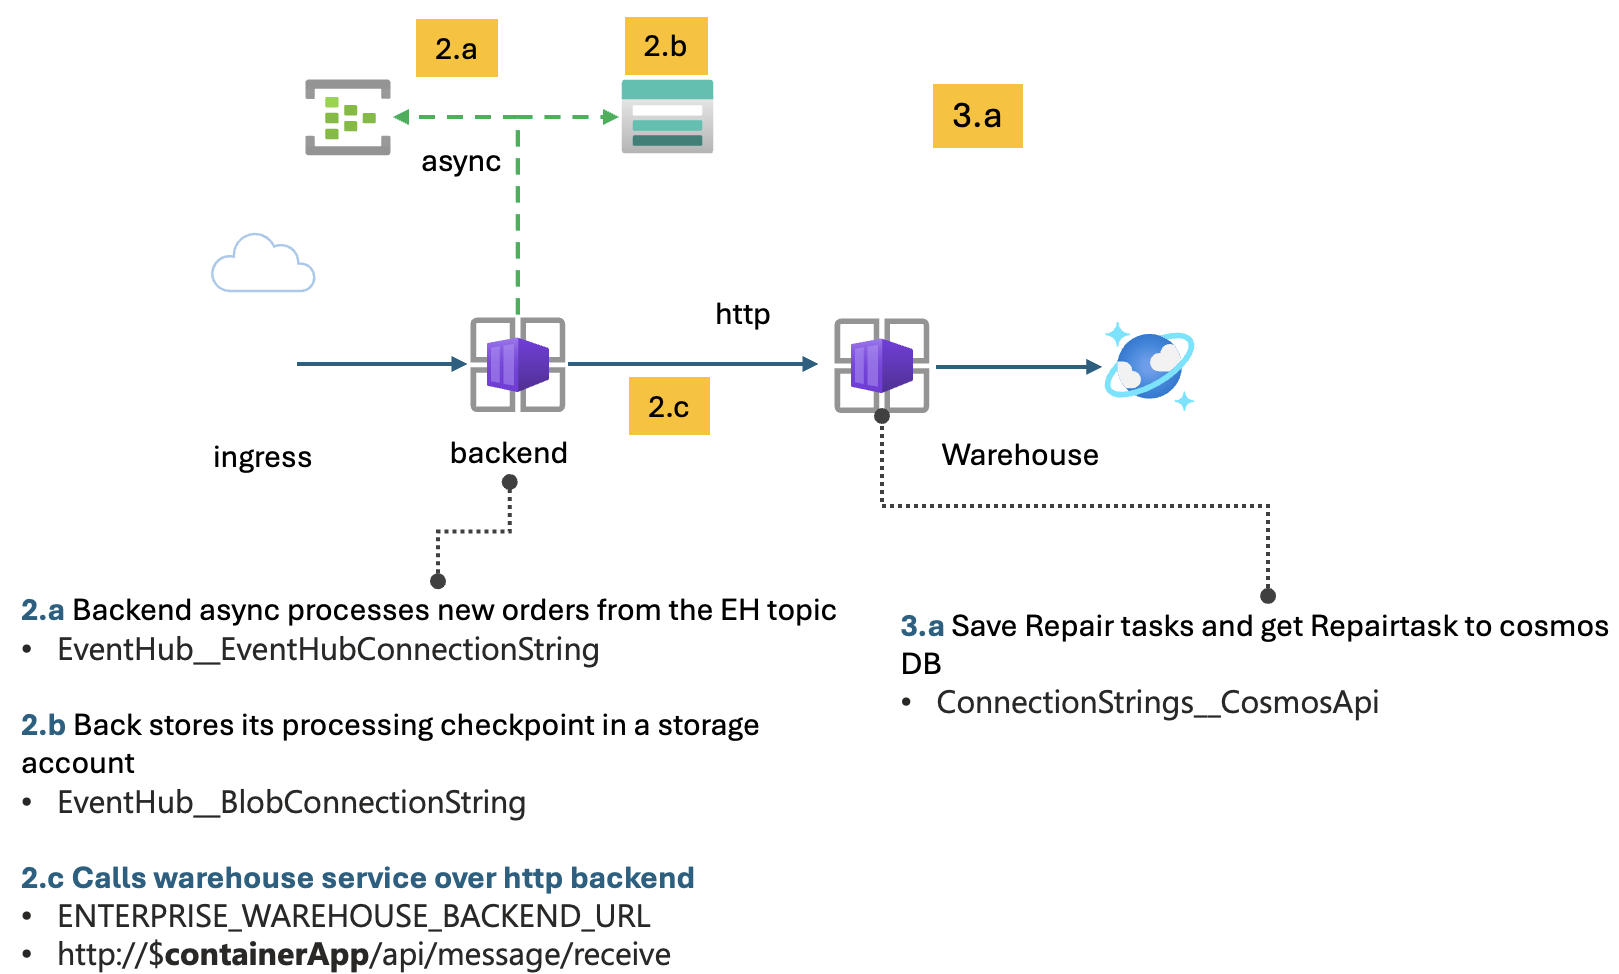 2.a
2.b
3.a
async
http
2.c
ingress
backend
Warehouse
2.a Backend async processes new orders from the EH topic
• EventHub__EventHubConnectionString
2.b Back stores its processing checkpoint in a storage
account
• EventHub__BlobConnectionString
2.c Calls warehouse service over http backend
• ENTERPRISE_WAREHOUSE_BACKEND_URL
• http://$containerApp/api/message/receive
3.a Save Repair tasks and get Repairtask to cosmos
DB
• ConnectionStrings__CosmosApi